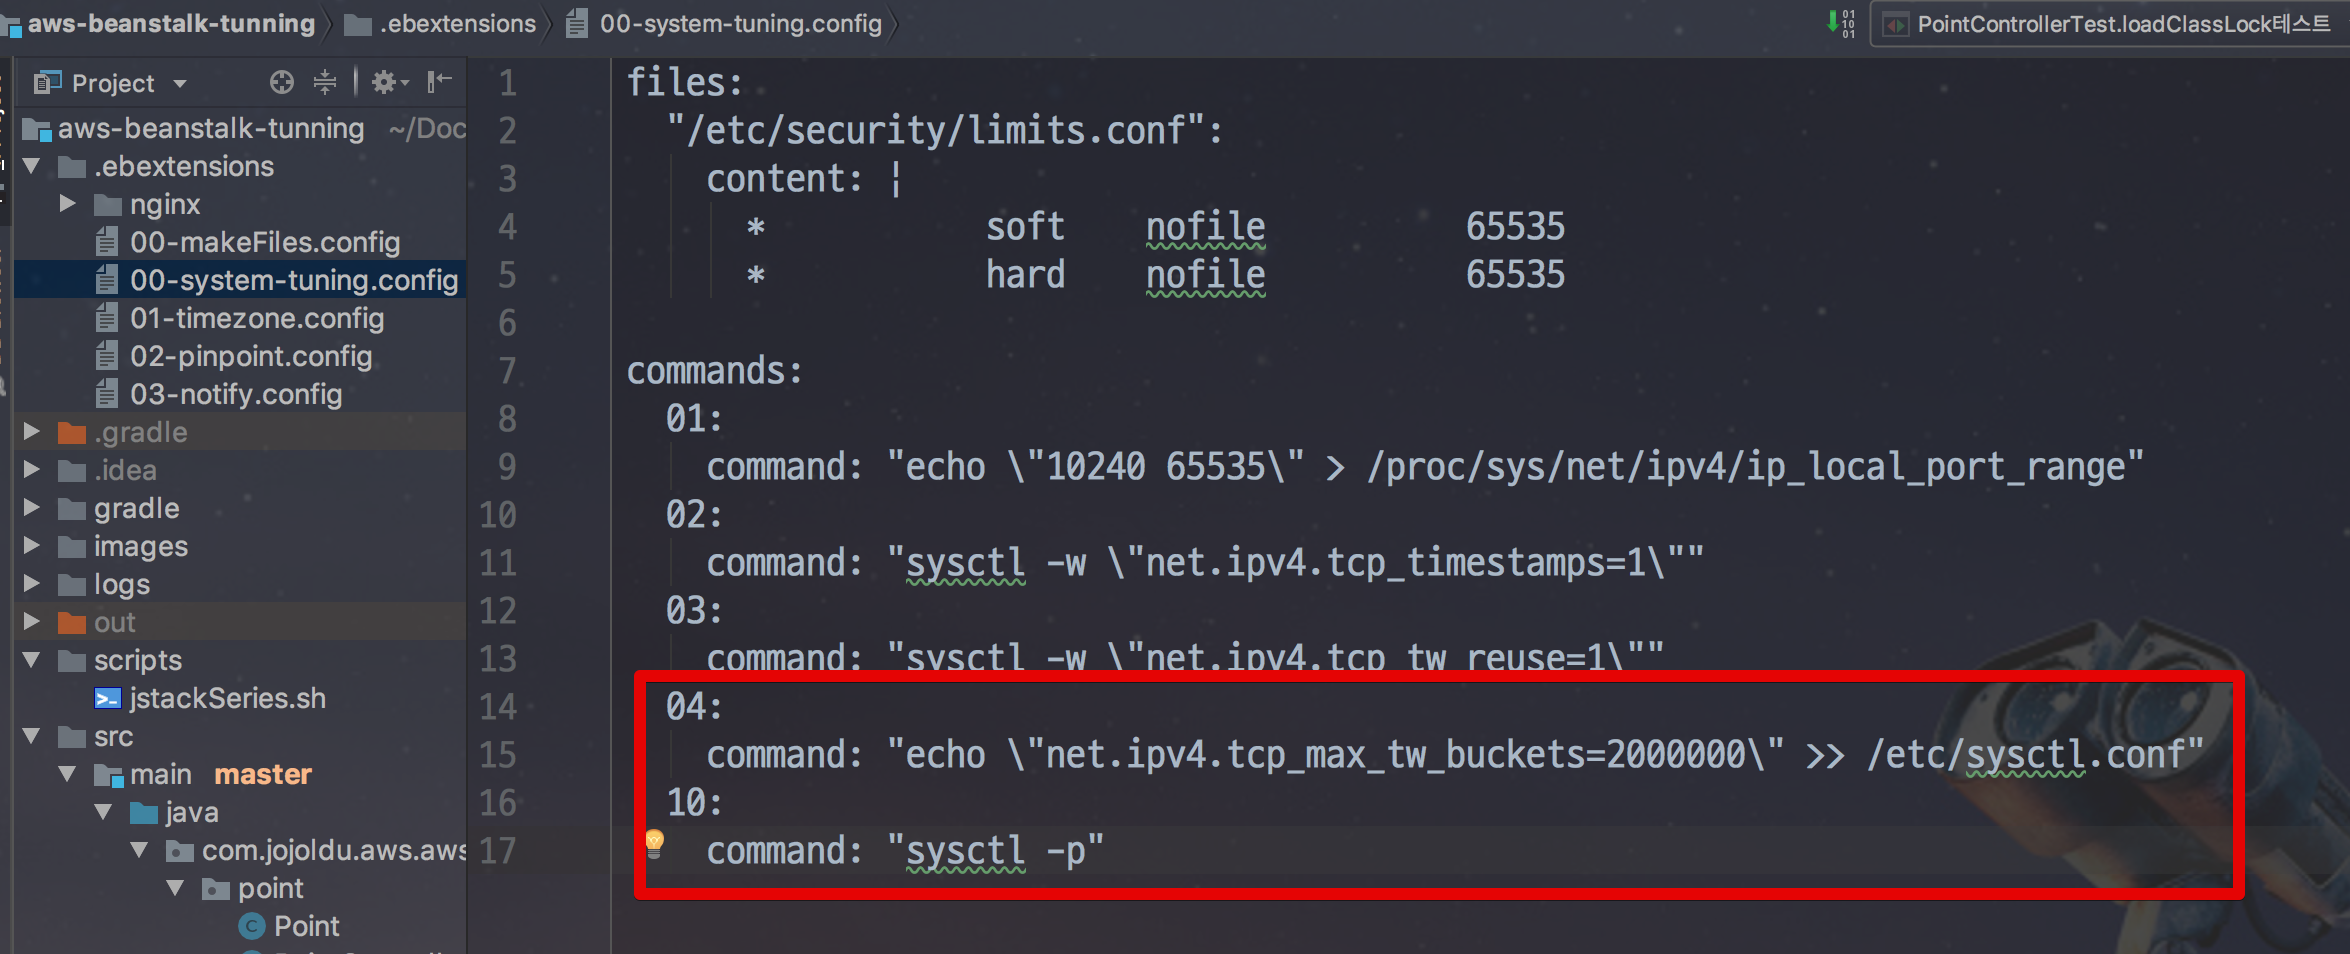 aws-beanstalk-tunning .ebextensions 00-system-tuning.config
PointControllerTest.loadClassLock테스트
Project
aws-beanstalk-tunning ~/Doc
.ebextensions
nginx
00-makeFiles.config
00-system-tuning.config
01-timezone.config
02-pinpoint.config
03-notify.config
.gradle
.idea
gradle
images
logs
out
scripts
jstackSeries.sh
src
main master
java
com.jojoldu.aws.aws
point
Point
1 files:
2 "/etc/security/limits.conf":
3 content: |
4 * soft nofile 65535
5 * hard nofile 65535
6
7 commands:
8 01:
9 command: "echo \"10240 65535\" > /proc/sys/net/ipv4/ip_local_port_range"
10 02:
11 command: "sysctl -w \"net.ipv4.tcp_timestamps=1\""
12 03:
13 command: "sysctl -w \"net.ipv4.tcp_tw_reuse=1\""
14 04:
15 command: "echo \"net.ipv4.tcp_max_tw_buckets=2000000\" >> /etc/sysctl.conf"
16 10:
17 command: "sysctl -p"